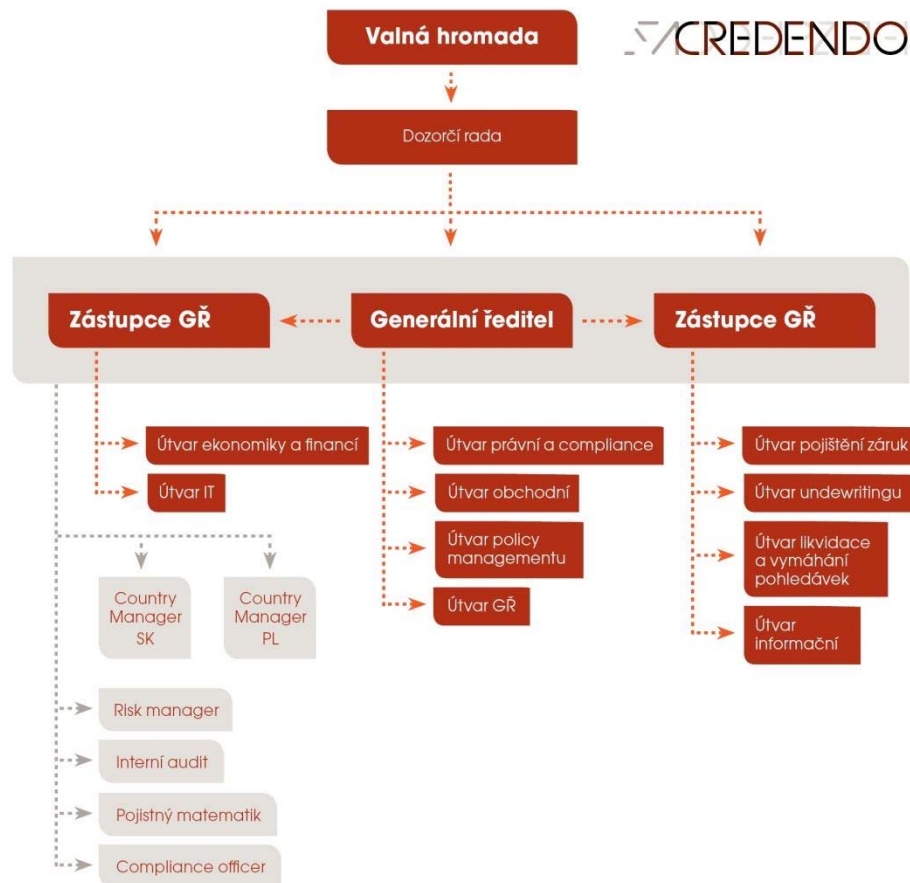 Valná hromada
CREDENDO
Dozorčí rada
Zástupce GŘ
Generální ředitel
Zástupce GŘ
Útvar ekonomiky a financí
Útvar IT
Útvar právní a compliance
Útvar obchodní
Útvar policy
managementu
Útvar GŘ
Útvar pojištění záruk
Útvar undewritingu
Útvar likvidace
a vymáhání
pohledávek
Útvar
informační
Country
Manager
SK
Country
Manager
PL
Risk manager
Interní audit
Pojistný matematik
Compliance officer